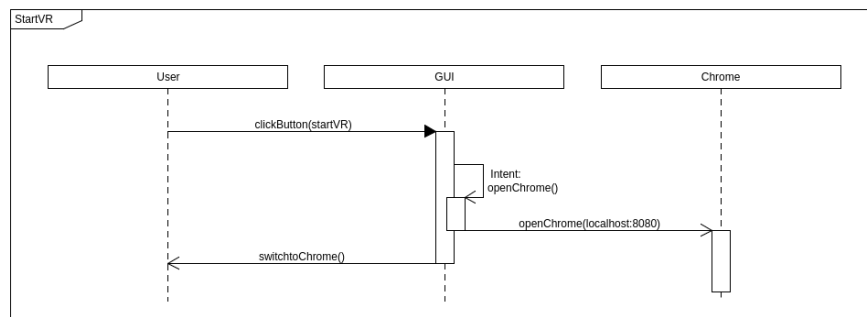 StartVR
User
GUI
Chrome
clickButton(startVR)
Intent:
openChrome()
openChrome(localhost:8080)
switchtoChrome()